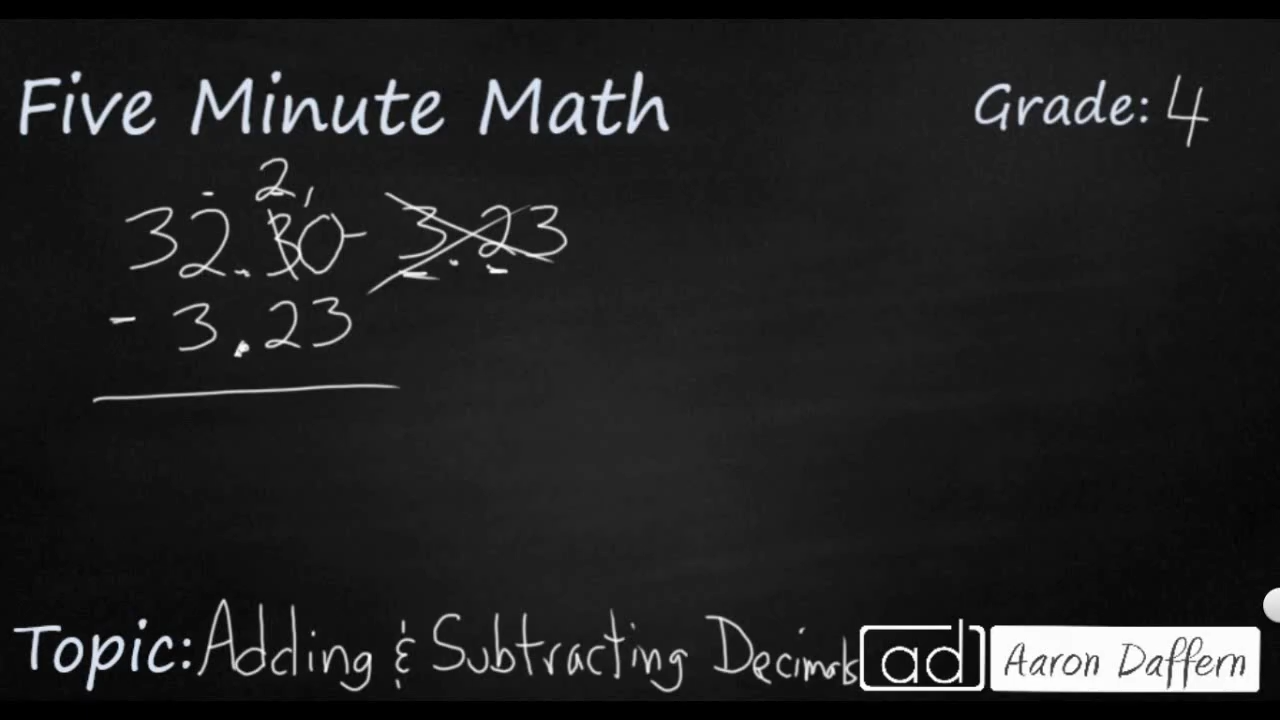 Five Minute Math
Grade: 4
2 1
32.30 - 3.23
- 3.23
Topic: Adding & Subtracting Decimals
ad Aaron Daffern